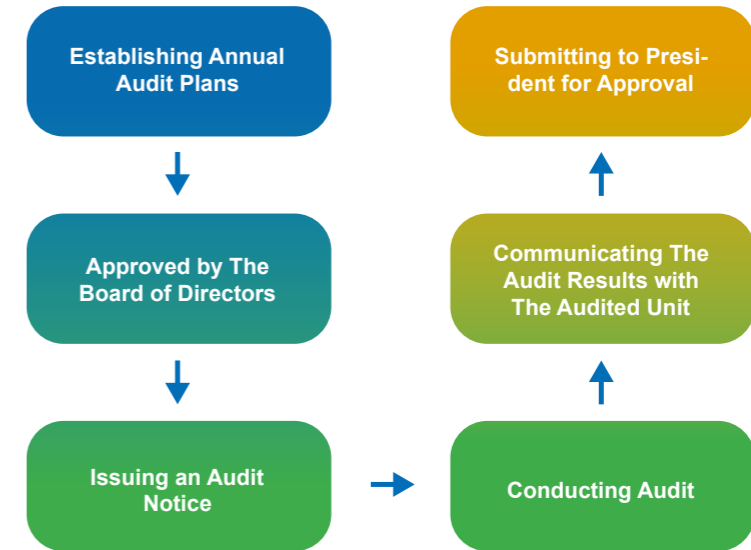 Establishing Annual
Audit Plans
Approved by The
Board of Directors
Issuing an Audit
Notice
Conducting Audit
Communicating The
Audit Results with
The Audited Unit
Submitting to Presi-
dent for Approval